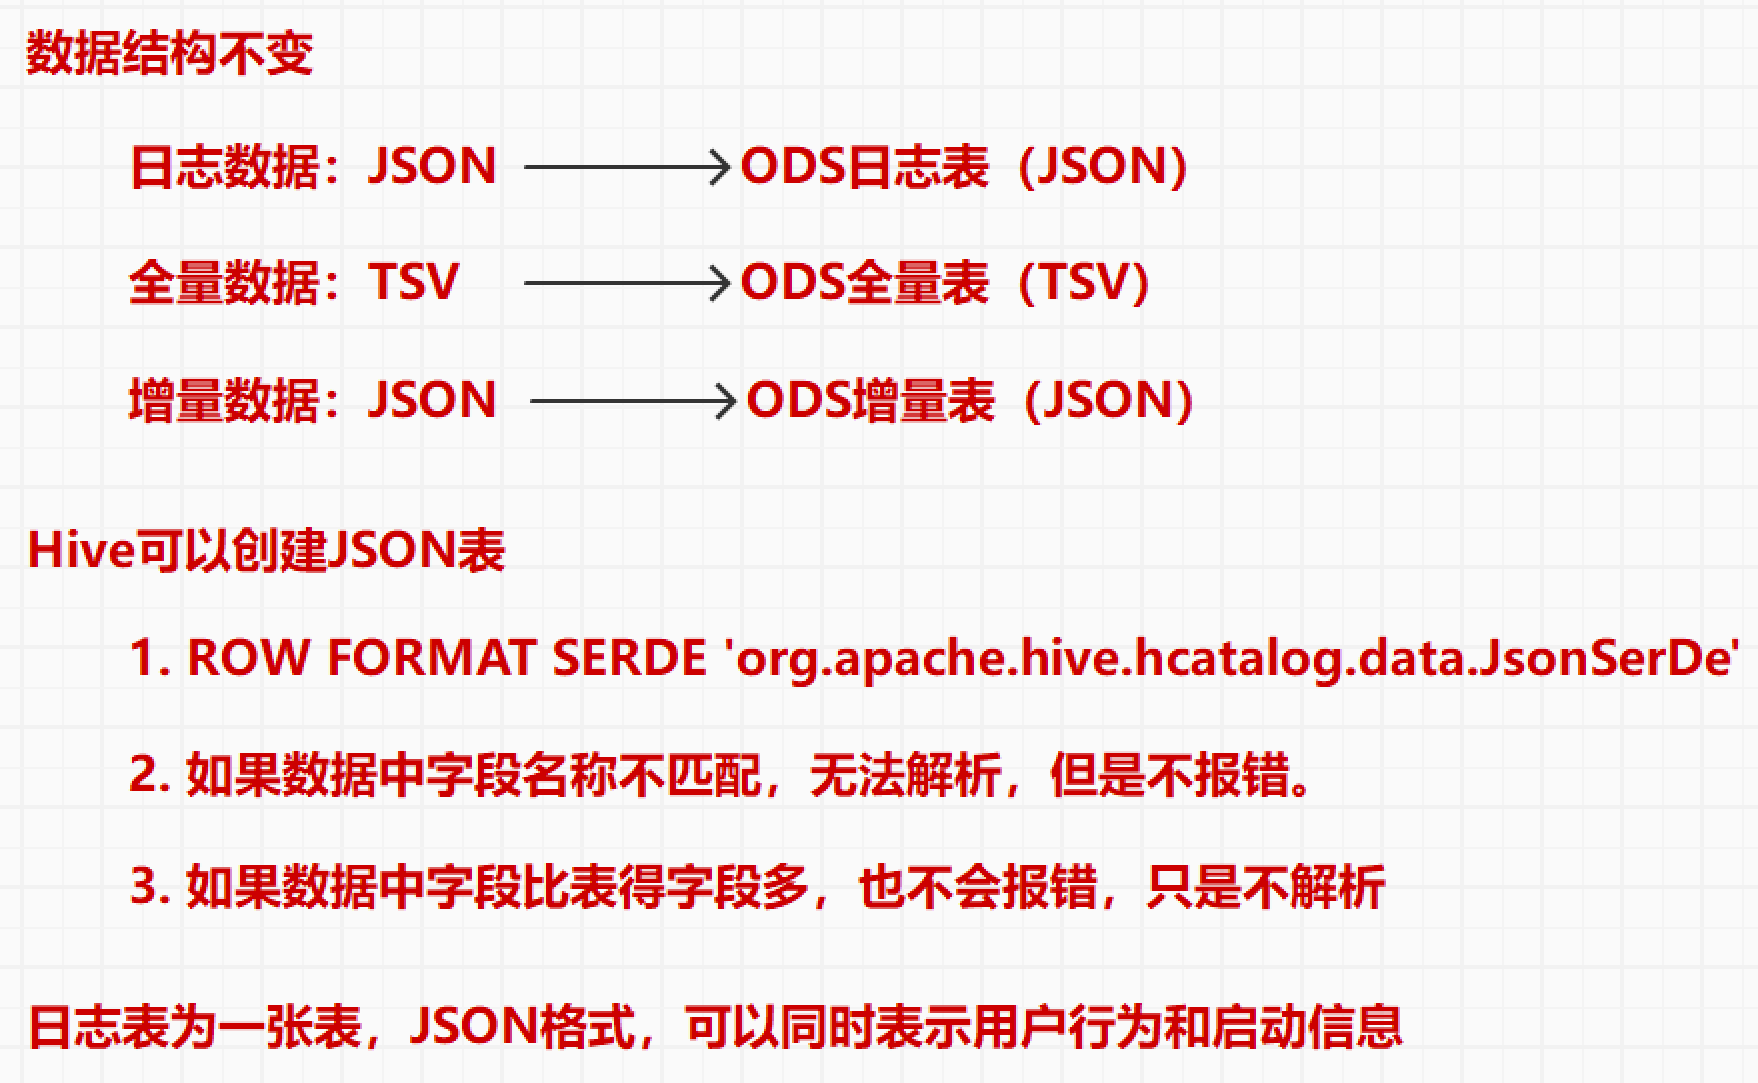 数据结构不变
日志数据：JSON ODS日志表（JSON）
全量数据：TSV ODS全量表（TSV）
增量数据：JSON ODS增量表（JSON）
Hive可以创建JSON表
1. ROW FORMAT SERDE 'org.apache.hive.hcatalog.data.JsonSerDe'
2. 如果数据中字段名称不匹配，无法解析，但是不报错。
3. 如果数据中字段比表得字段多，也不会报错，只是不解析
日志表为一张表，JSON格式，可以同时表示用户行为和启动信息